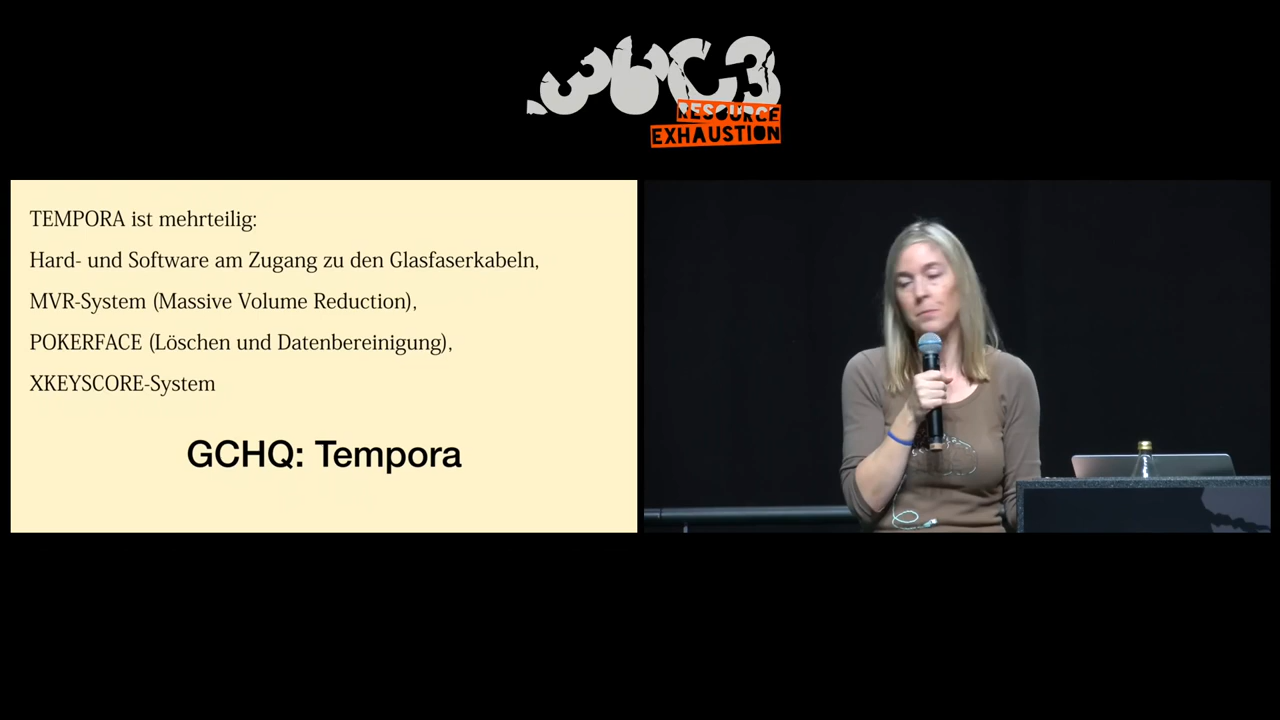 36C3
RESOURCE
EXHAUSTION
TEMPORA ist mehrteilig:
Hard- und Software am Zugang zu den Glasfaserkabeln,
MVR-System (Massive Volume Reduction),
POKERFACE (Löschen und Datenbereinigung),
XKEYSCORE-System
GCHQ: Tempora